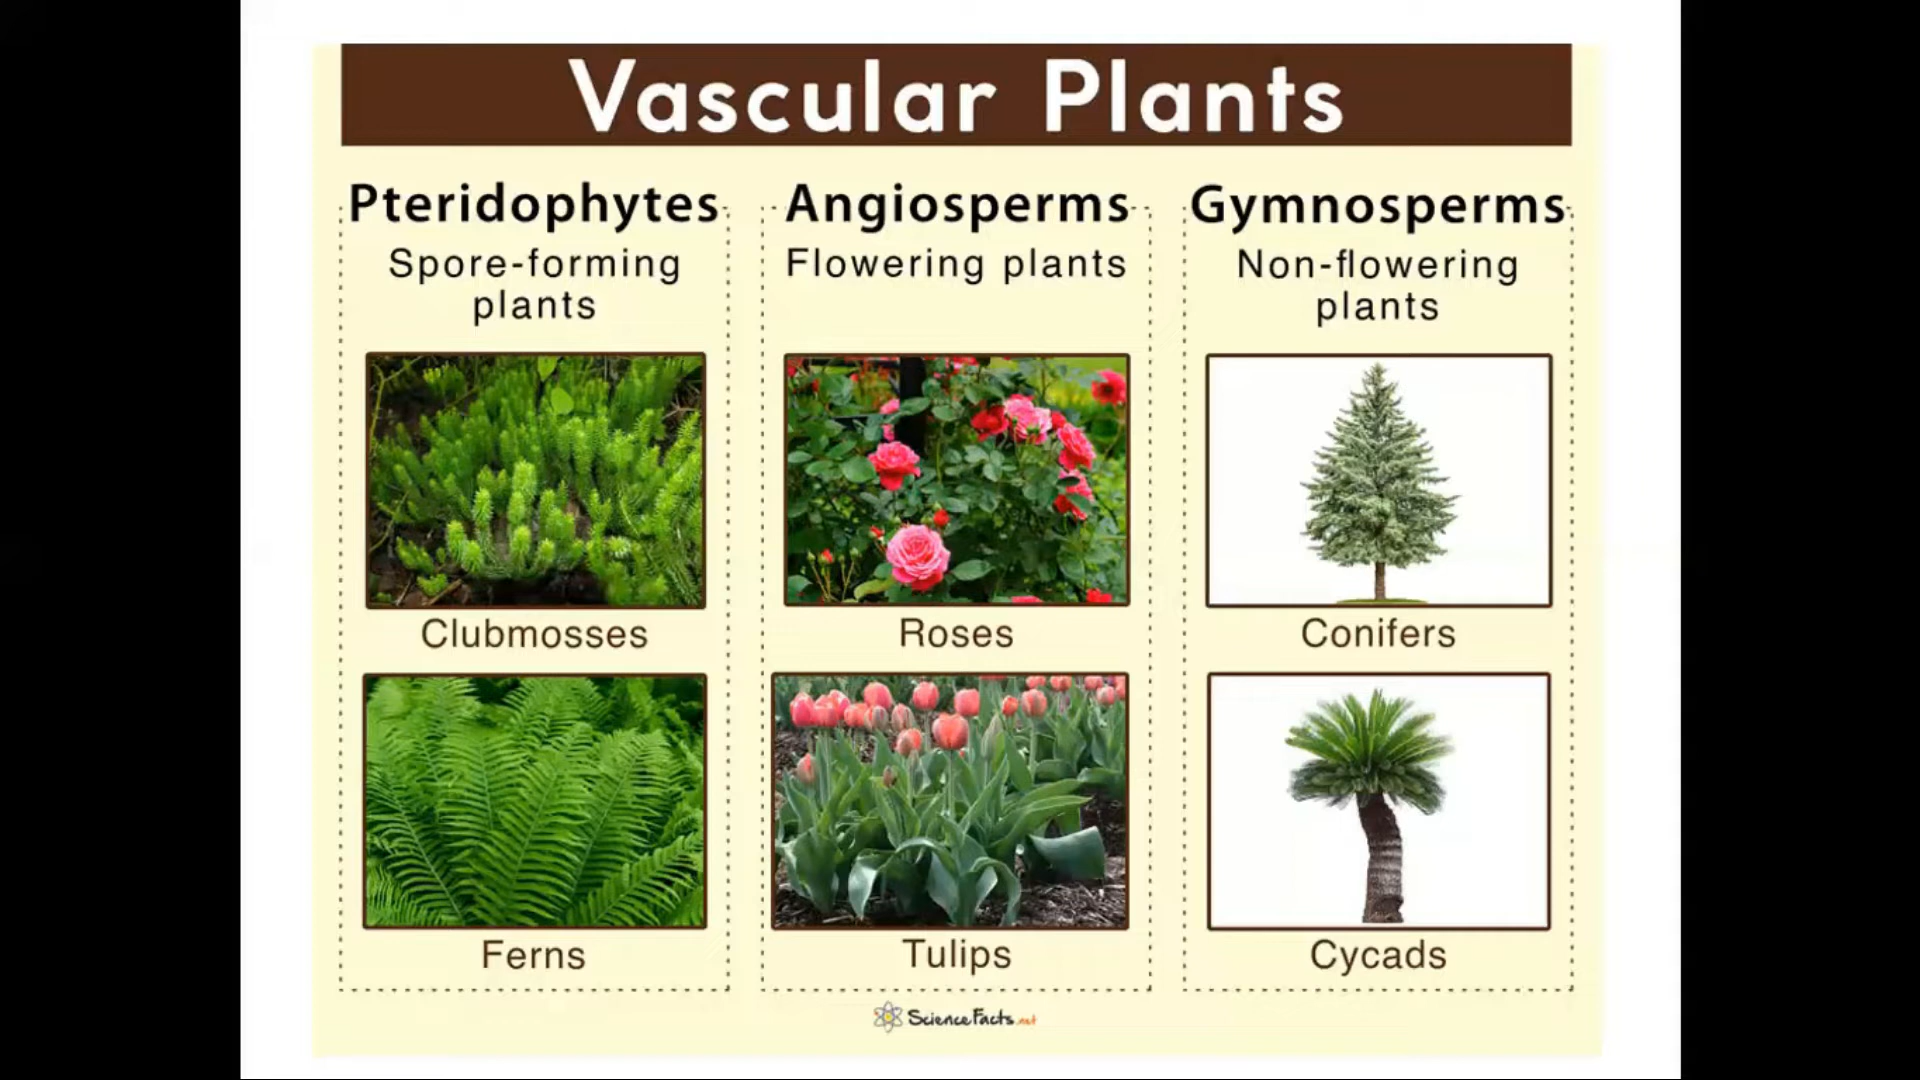 Vascular Plants
Pteridophytes
Spore-forming
plants
Clubmosses
Ferns
Angiosperms
Flowering plants
Roses
Tulips
Gymnosperms
Non-flowering
plants
Conifers
Cycads
ScienceFacts.net